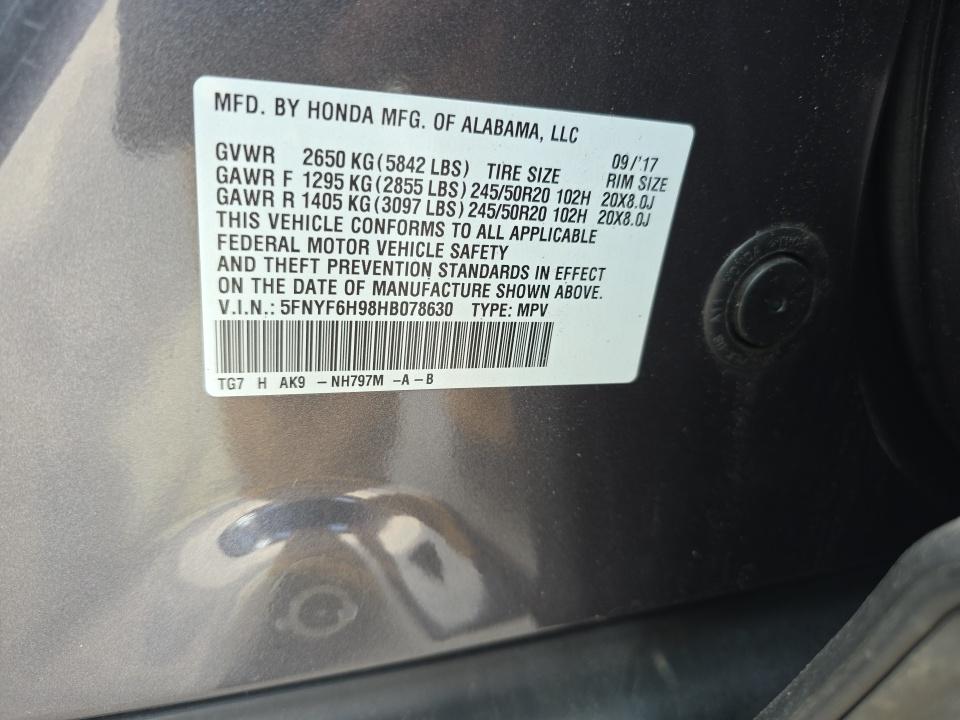 MFD. BY HONDA MFG. OF ALABAMA, LLC
09/'17
GVWR 2650 KG(5842 LBS) TIRE SIZE RIM SIZE
GAWR F 1295 KG(2855 LBS) 245/50R20 102H 20X8.0J
GAWR R 1405 KG(3097 LBS) 245/50R20 102H 20X8.0J
THIS VEHICLE CONFORMS TO ALL APPLICABLE
FEDERAL MOTOR VEHICLE SAFETY
AND THEFT PREVENTION STANDARDS IN EFFECT
ON THE DATE OF MANUFACTURE SHOWN ABOVE.
V.I.N.: 5FNYF6H98HB078630 TYPE: MPV
TG7 H AK9 -NH797M -A-B